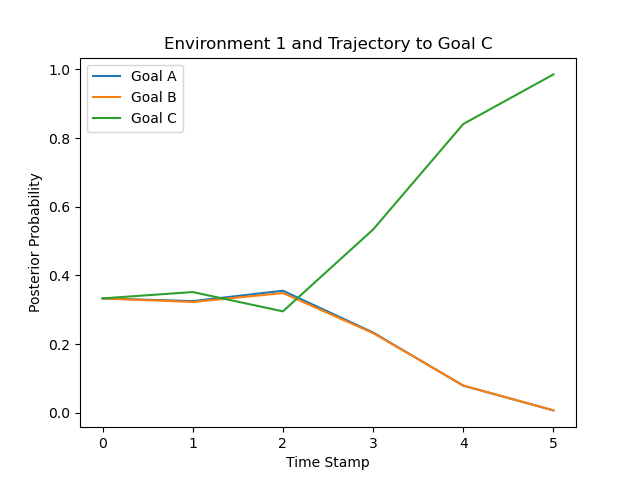 Environment 1 and Trajectory to Goal C
Goal A
Goal B
Goal C
Posterior Probability
1.0
0.8
0.6
0.4
0.2
0.0
0 1 2 3 4 5
Time Stamp